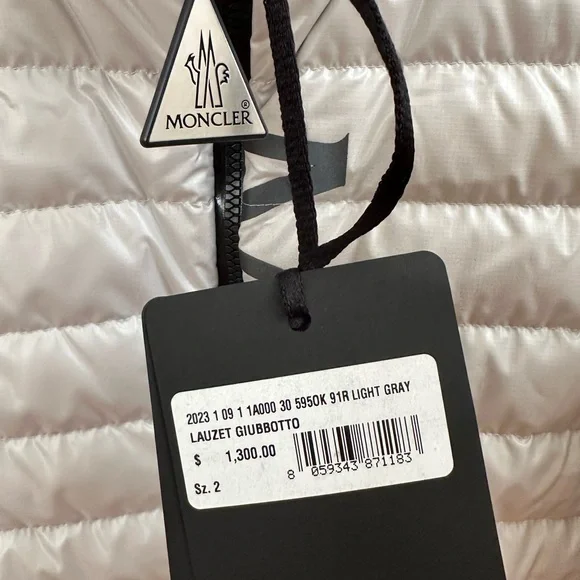 MONCLER ®
2023 1 09 1 1A000 30 595OK 91R LIGHT GRAY
LAUZET GIUBBOTTO
$ 1,300.00
8 059343 871183
Sz. 2